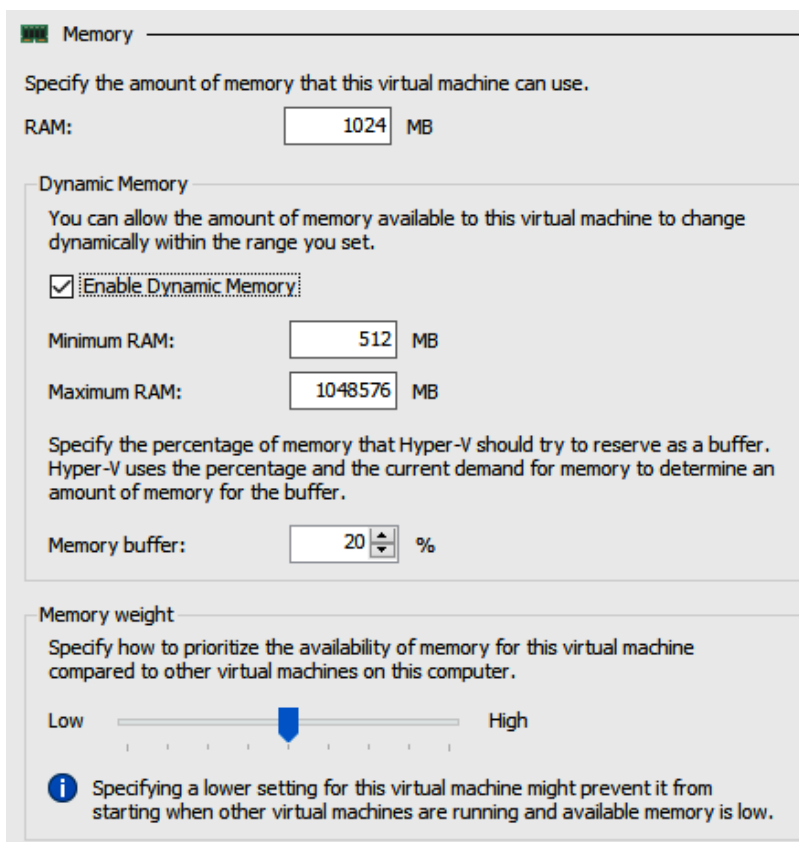 Memory
Specify the amount of memory that this virtual machine can use.
RAM: 1024 MB
Dynamic Memory
You can allow the amount of memory available to this virtual machine to change
dynamically within the range you set.
Enable Dynamic Memory
Minimum RAM: 512 MB
Maximum RAM: 1048576 MB
Specify the percentage of memory that Hyper-V should try to reserve as a buffer.
Hyper-V uses the percentage and the current demand for memory to determine an
amount of memory for the buffer.
Memory buffer: 20 %
Memory weight
Specify how to prioritize the availability of memory for this virtual machine
compared to other virtual machines on this computer.
Low High
Specifying a lower setting for this virtual machine might prevent it from
starting when other virtual machines are running and available memory is low.